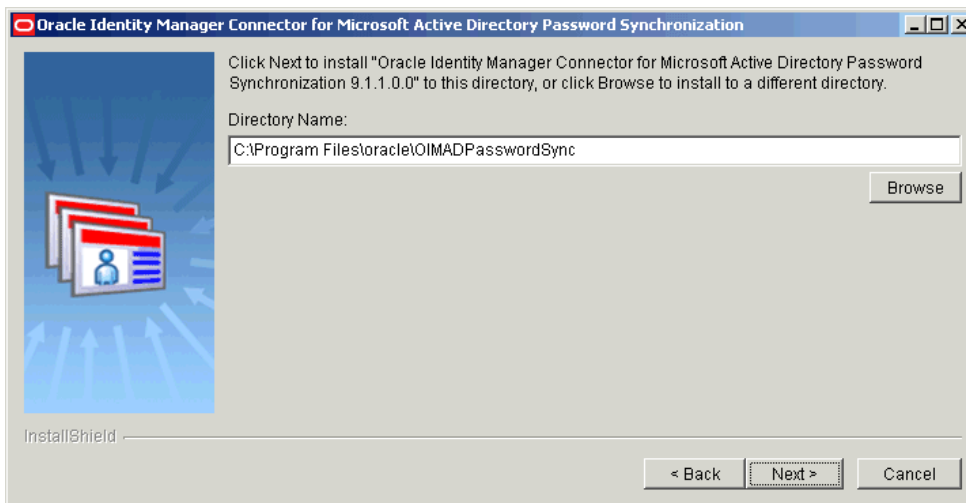 Oracle Identity Manager Connector for Microsoft Active Directory Password Synchronization
Click Next to install "Oracle Identity Manager Connector for Microsoft Active Directory Password
Synchronization 9.1.1.0.0" to this directory, or click Browse to install to a different directory.
Directory Name:
C:\Program Files\oracle\OIMADPasswordSync
Browse
InstallShield
< Back Next > Cancel